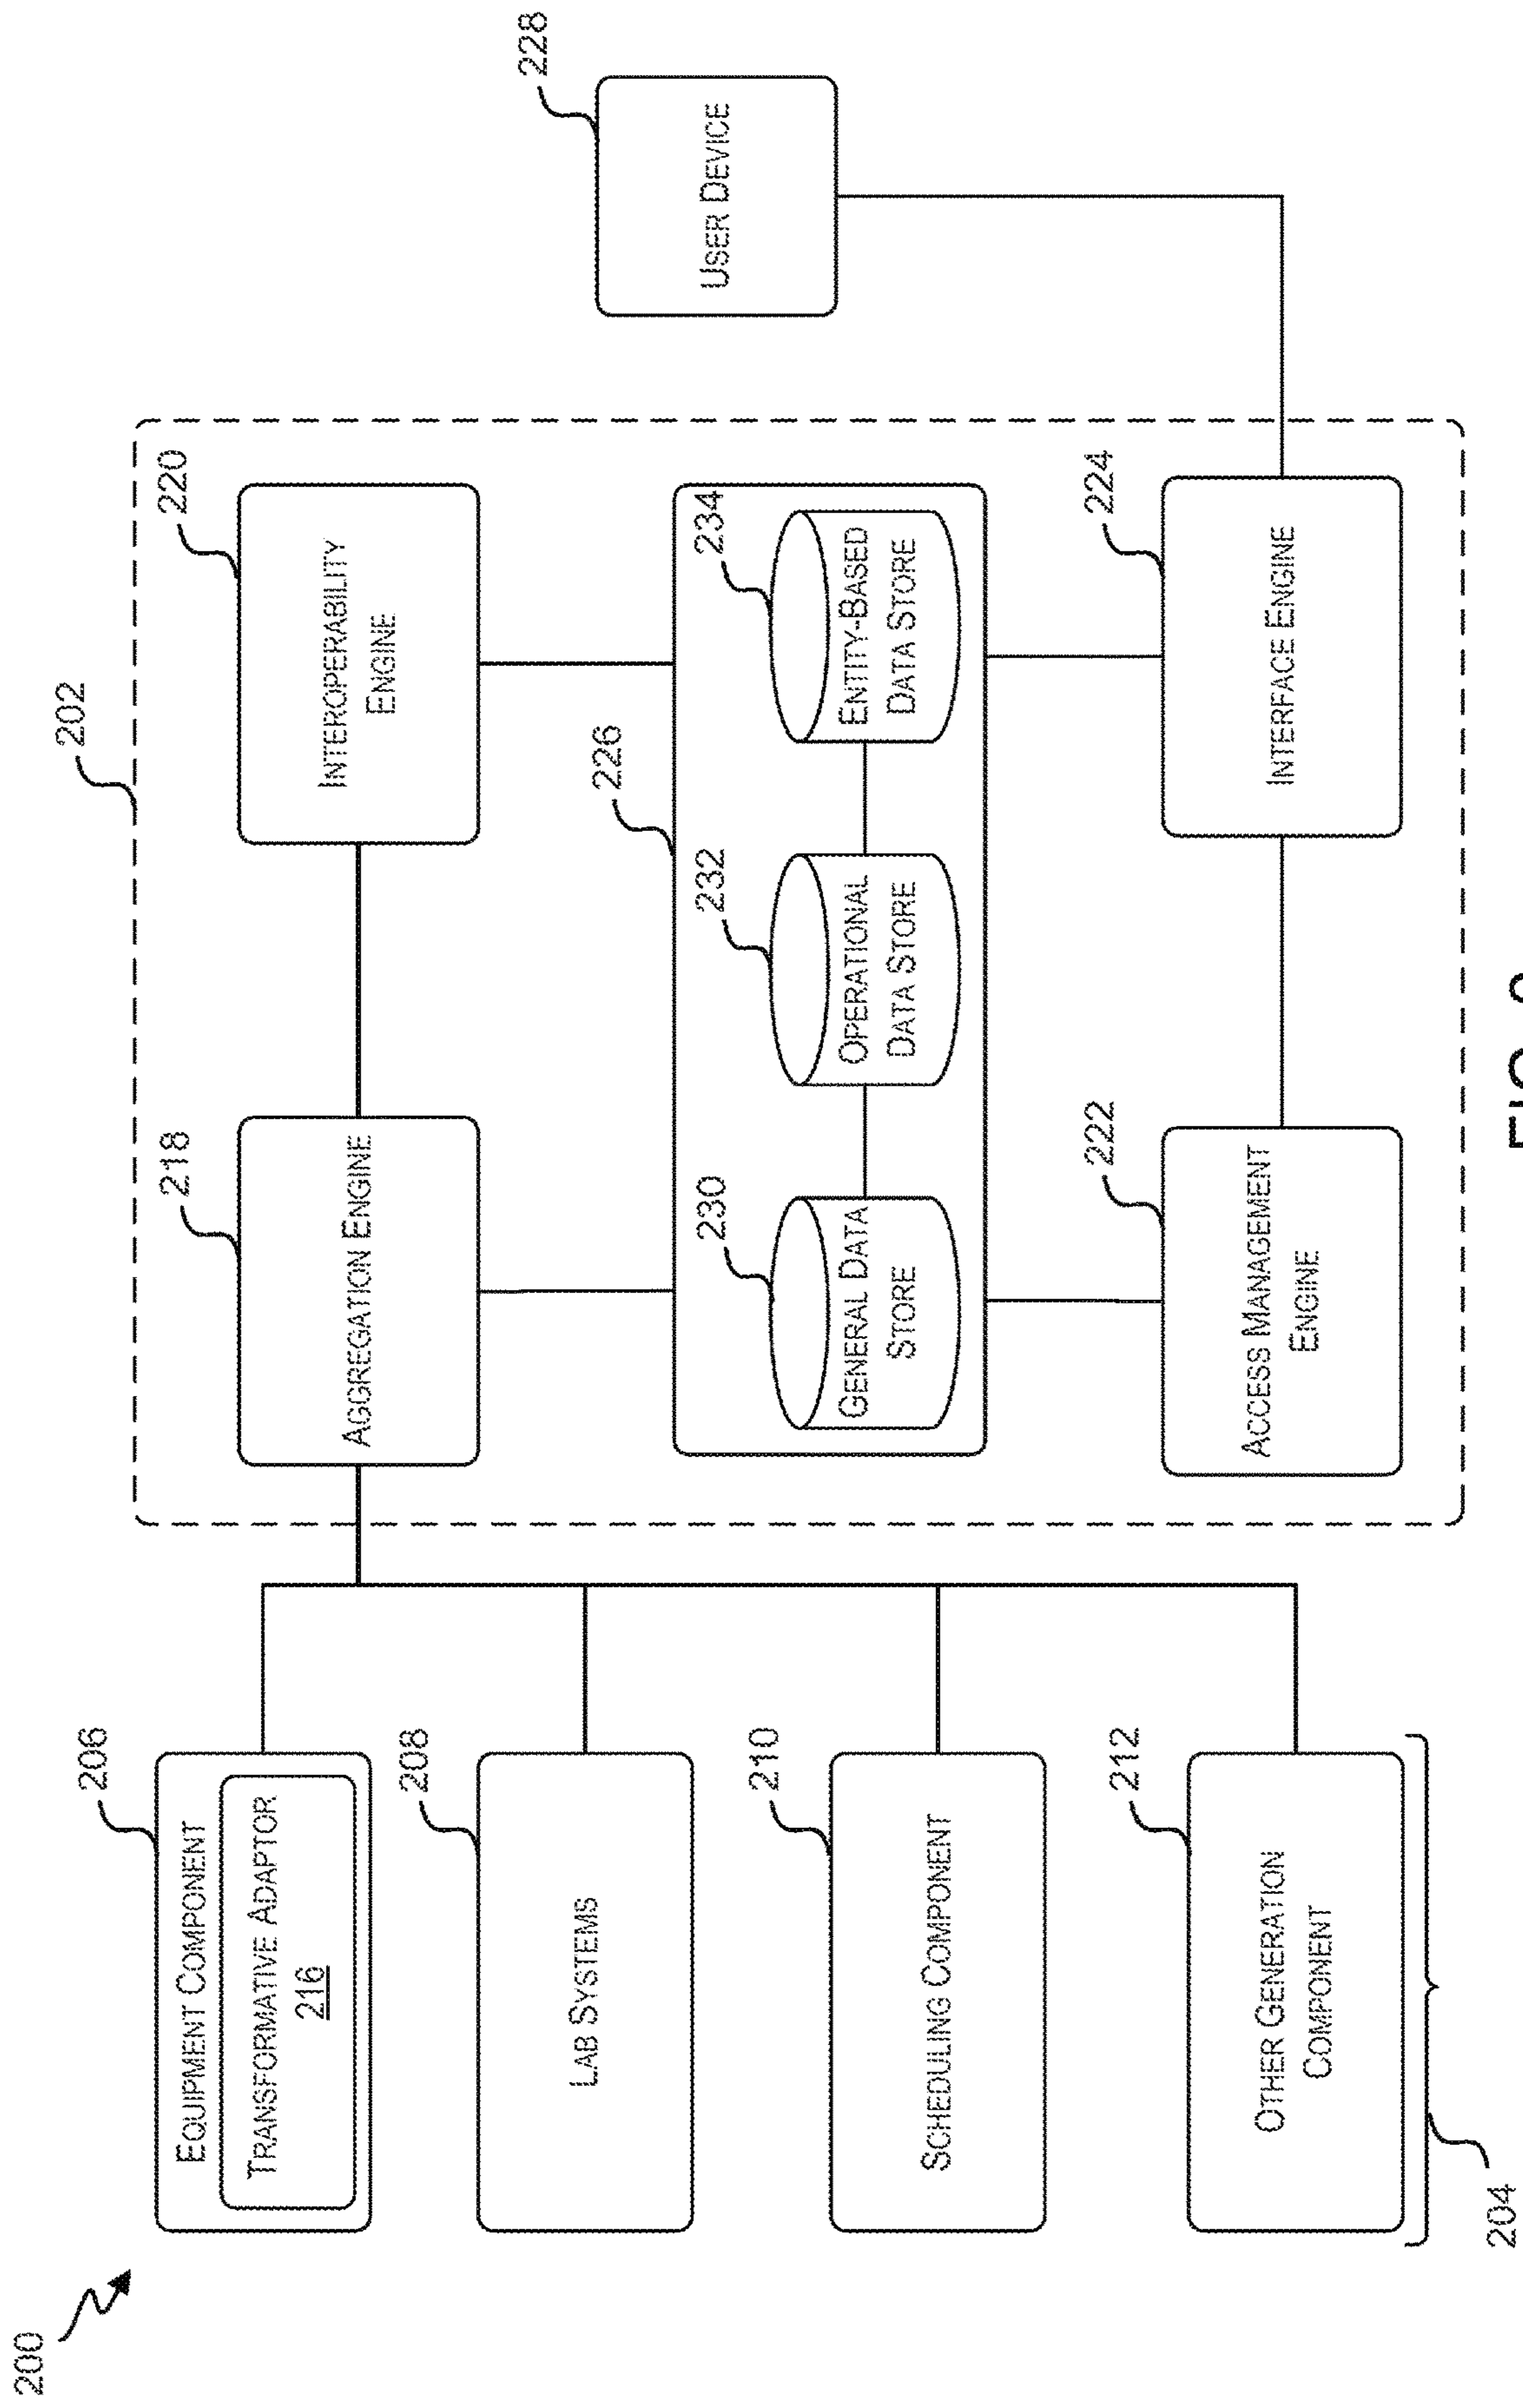 200
206
EQUIPMENT COMPONENT
TRANSFORMATIVE ADAPTOR
216
208
LAB SYSTEMS
210
SCHEDULING COMPONENT
212
OTHER GENERATION
COMPONENT
204
202
218
AGGREGATION ENGINE
220
INTEROPERABILITY
ENGINE
226
230
GENERAL DATA
STORE
232
OPERATIONAL
DATA STORE
234
ENTITY-BASED
DATA STORE
222
ACCESS MANAGEMENT
ENGINE
224
INTERFACE ENGINE
228
USER DEVICE